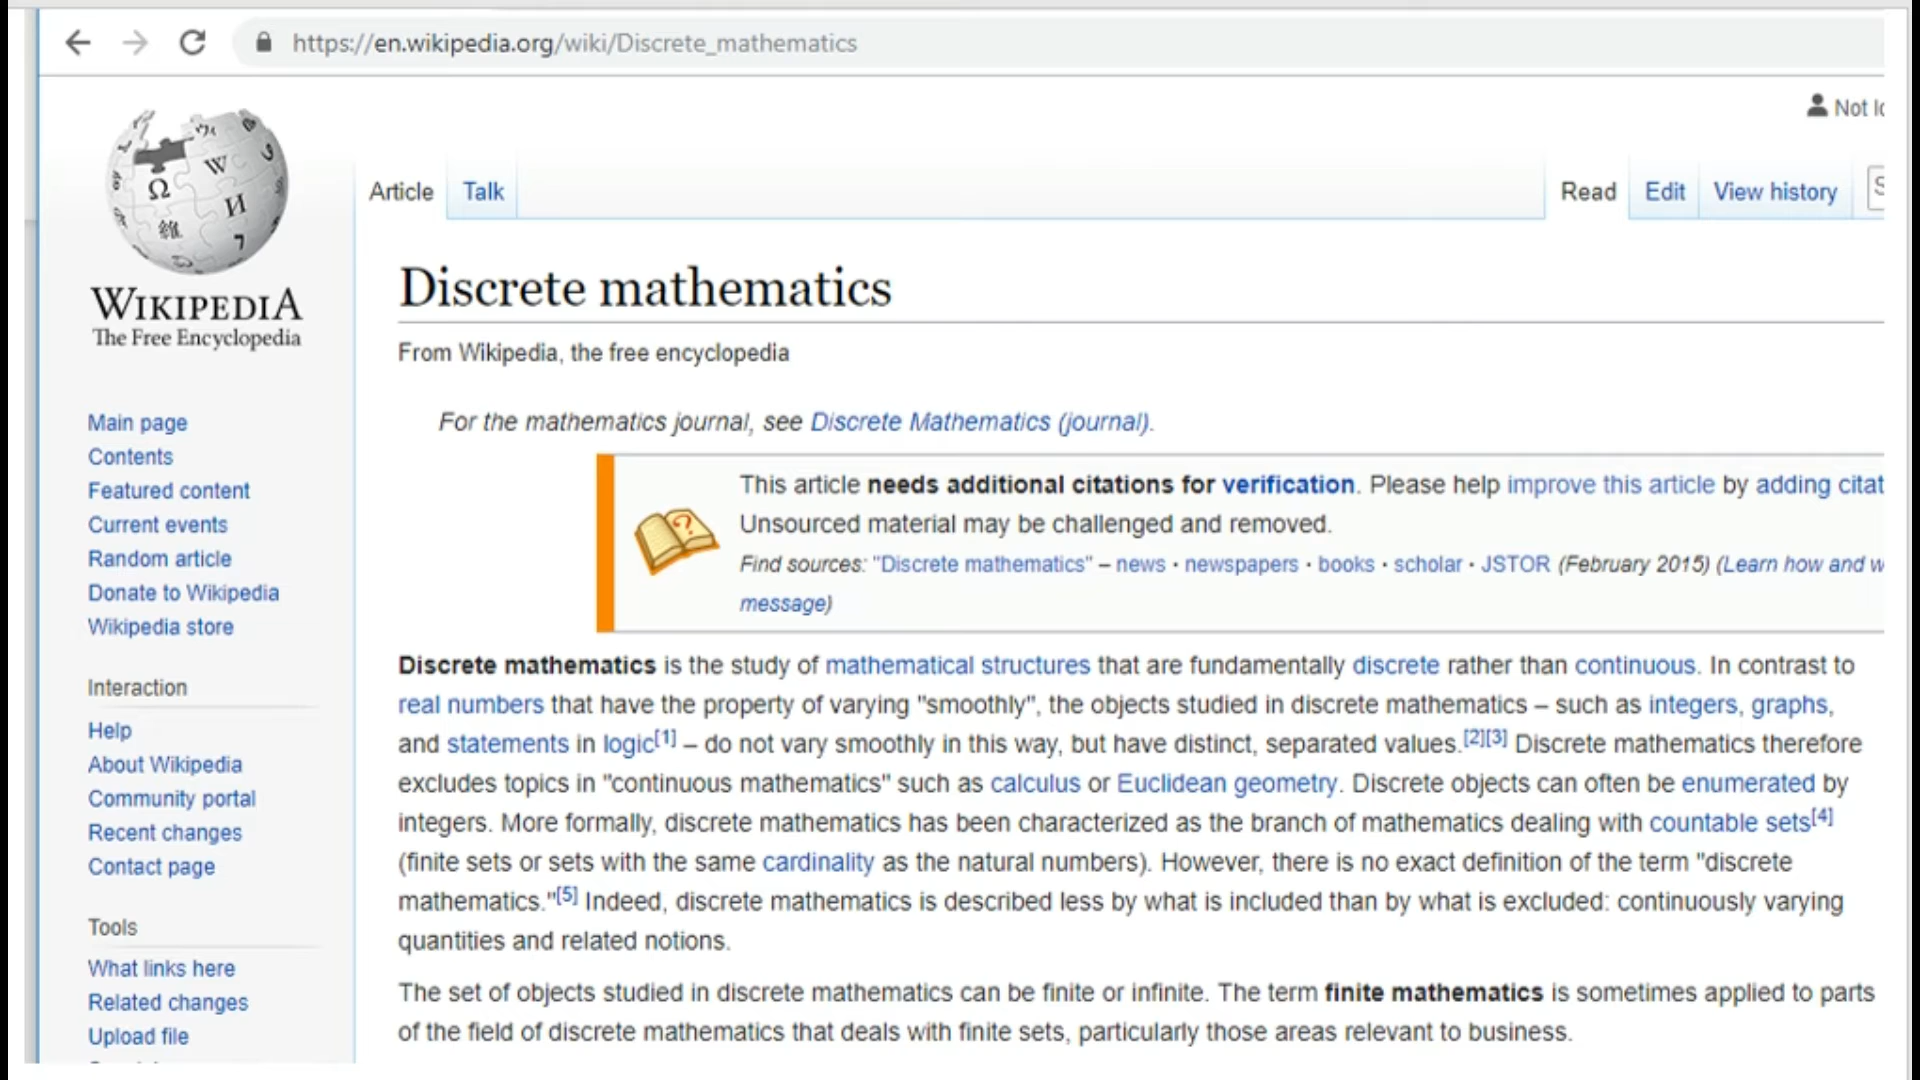 https://en.wikipedia.org/wiki/Discrete_mathematics
Not
Article Talk Read Edit View history
WIKIPEDIA
The Free Encyclopedia
Main page
Contents
Featured content
Current events
Random article
Donate to Wikipedia
Wikipedia store
Interaction
Help
About Wikipedia
Community portal
Recent changes
Contact page
Tools
What links here
Related changes
Upload file
Discrete mathematics
From Wikipedia, the free encyclopedia
For the mathematics journal, see Discrete Mathematics (journal).
This article needs additional citations for verification. Please help improve this article by adding citat
Unsourced material may be challenged and removed.
Find sources: "Discrete mathematics" – news · newspapers · books · scholar · JSTOR (February 2015) (Learn how and w
message)
Discrete mathematics is the study of mathematical structures that are fundamentally discrete rather than continuous. In contrast to
real numbers that have the property of varying "smoothly", the objects studied in discrete mathematics – such as integers, graphs,
and statements in logic[1] – do not vary smoothly in this way, but have distinct, separated values.[2][3] Discrete mathematics therefore
excludes topics in "continuous mathematics" such as calculus or Euclidean geometry. Discrete objects can often be enumerated by
integers. More formally, discrete mathematics has been characterized as the branch of mathematics dealing with countable sets[4]
(finite sets or sets with the same cardinality as the natural numbers). However, there is no exact definition of the term "discrete
mathematics."[5] Indeed, discrete mathematics is described less by what is included than by what is excluded: continuously varying
quantities and related notions.
The set of objects studied in discrete mathematics can be finite or infinite. The term finite mathematics is sometimes applied to parts
of the field of discrete mathematics that deals with finite sets, particularly those areas relevant to business.